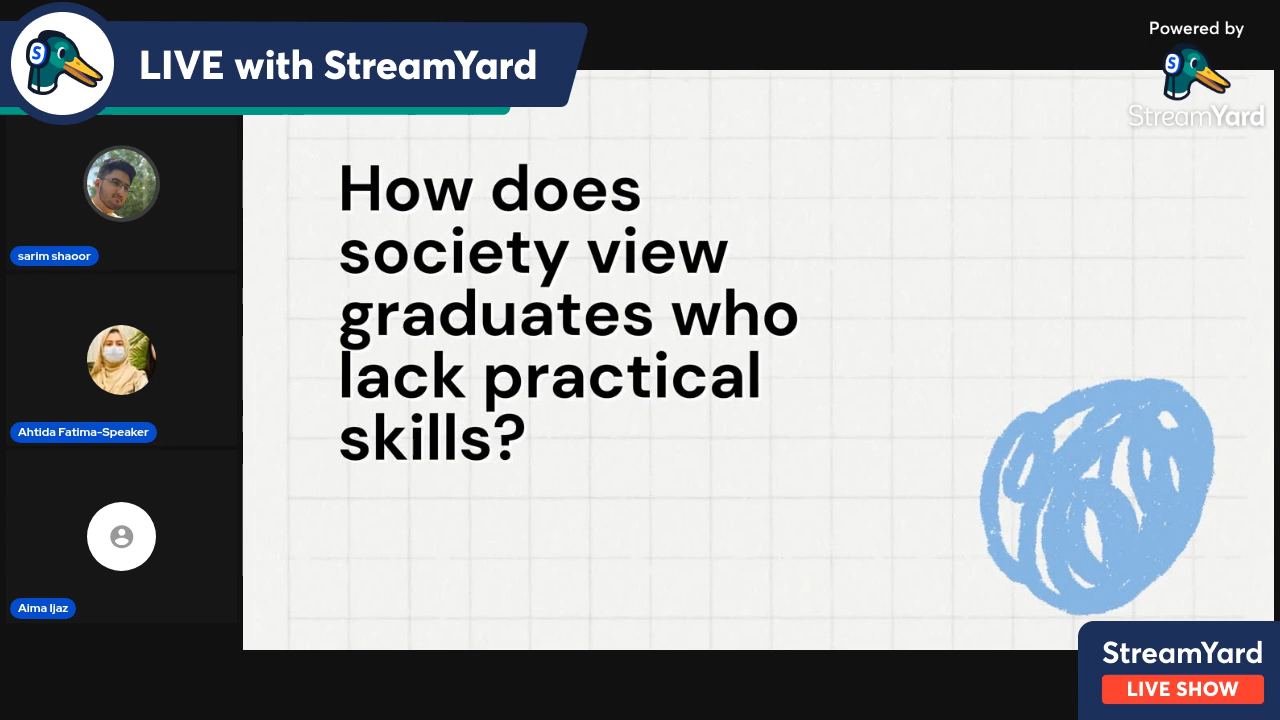 S
LIVE with StreamYard
Powered by
S
StreamYard
sarim shaoor
Ahtida Fatima-Speaker
Aima Ijaz
How does
society view
graduates who
lack practical
skills?
StreamYard
LIVE SHOW